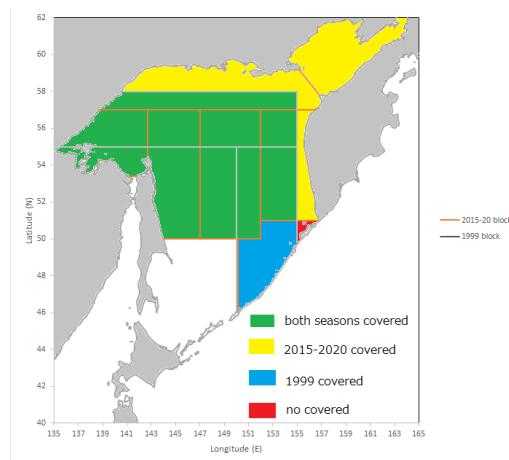 62
60
58
56
54
52
50
48
46
44
42
40
Latitude (N)
135 137 139 141 143 145 147 149 151 153 155 157 159 161 163 165
Longitude (E)
both seasons covered
2015-2020 covered
1999 covered
no covered
2015-20 block
1999 block